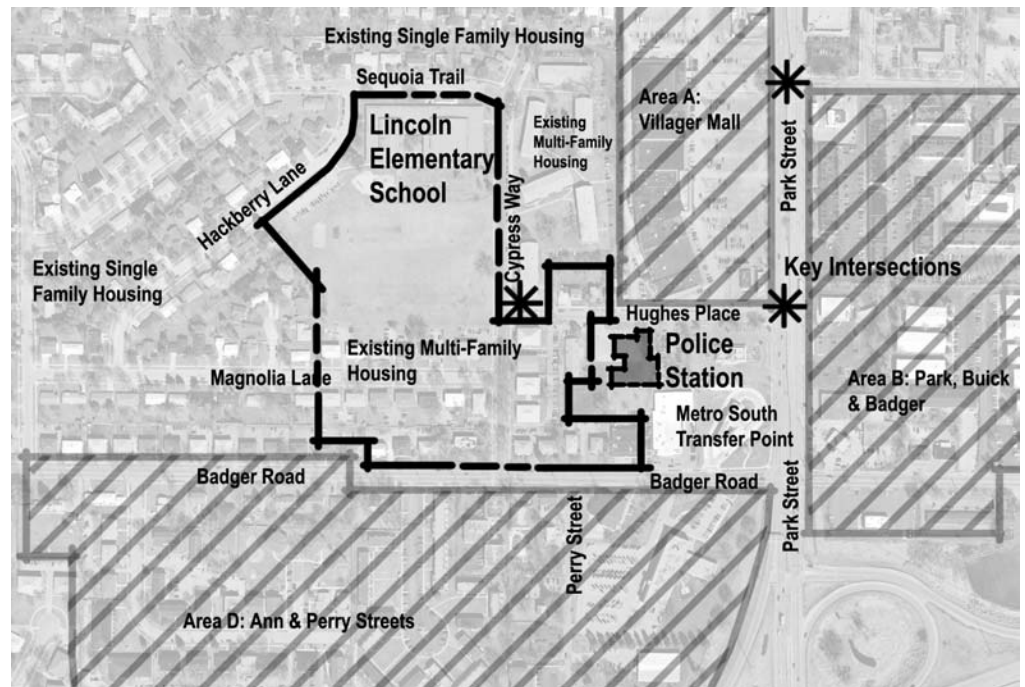 Existing Single Family Housing
Sequoia Trail
Lincoln
Elementary
School
Existing
Multi-Family
Housing
Area A:
Villager Mall
Park Street
Hackberry Lane
Cypress Way
Existing Single
Family Housing
Key Intersections
Hughes Place
Police
Station
Existing Multi-Family
Housing
Magnolia Lane
Area B: Park, Buick
& Badger
Metro South
Transfer Point
Badger Road
Badger Road
Park Street
Perry Street
Area D: Ann & Perry Streets